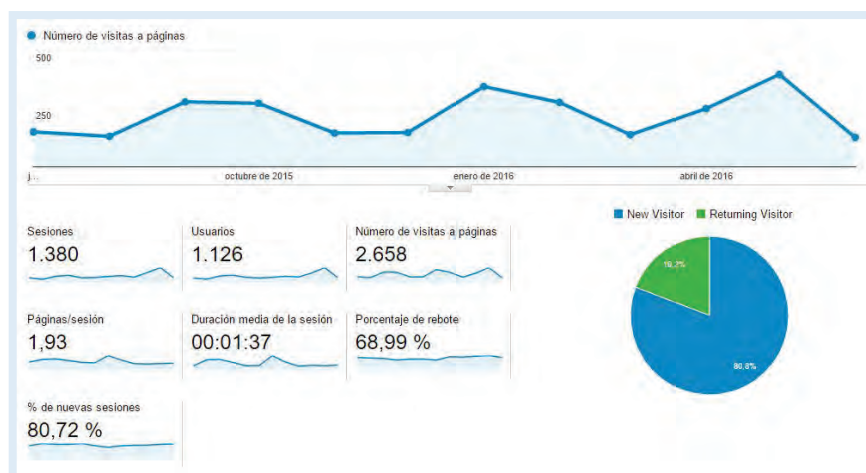 Número de visitas a páginas
500
250
j...
octubre de 2015
enero de 2016
abril de 2016
New Visitor
Returning Visitor
Sesiones
1.380
Usuarios
1.126
Número de visitas a páginas
2.658
Páginas/sesión
1,93
Duración media de la sesión
00:01:37
Porcentaje de rebote
68,99 %
% de nuevas sesiones
80,72 %
19,2%
80,8%